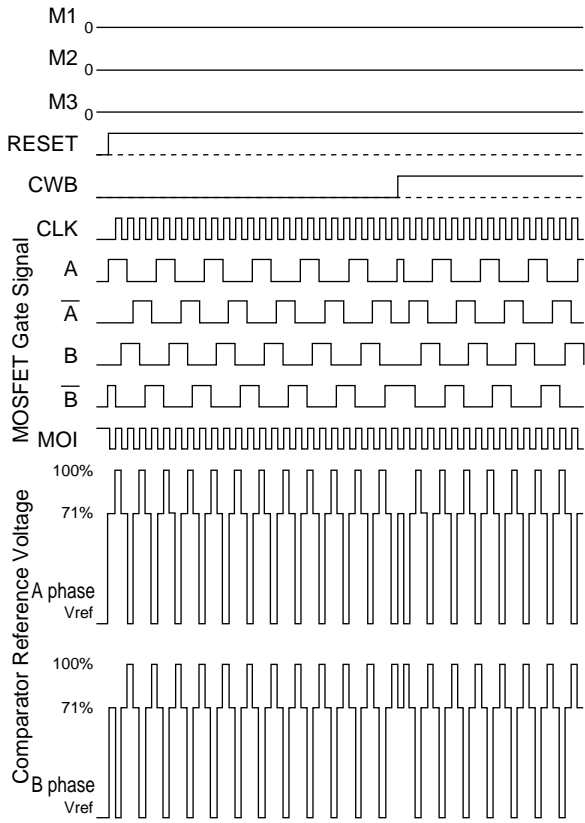 M1 0
M2 0
M3 0
RESET
CWB
CLK
MOSFET Gate Signal
A
A̅
B
B̅
MOI
Comparator Reference Voltage
100%
71%
A phase
Vref
100%
71%
B phase
Vref